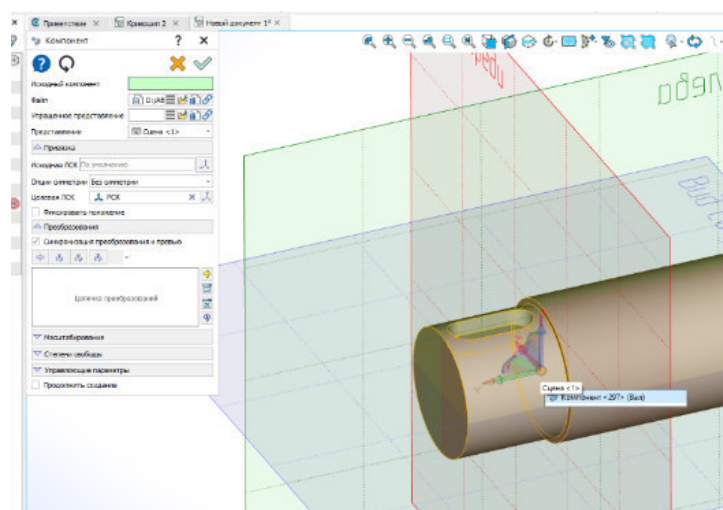 Приветствие
Кривошип 2
Новый документ 1*
Компонент
?
Исходный компонент
Файл
Упрощенное представление
Представление
Сцена <1>
Привязка
Исходная ЛСК
По умолчанию
Опции симметрии
Без симметрии
Целевая ЛСК
РСК
Фиксировать положение
Преобразования
Синхронизация преобразования и превью
Цепочка преобразований
Масштабирование
Степени свободы
Управляющие параметры
Продолжить создание
Сцена <1>
Компонент <297> (Вал)